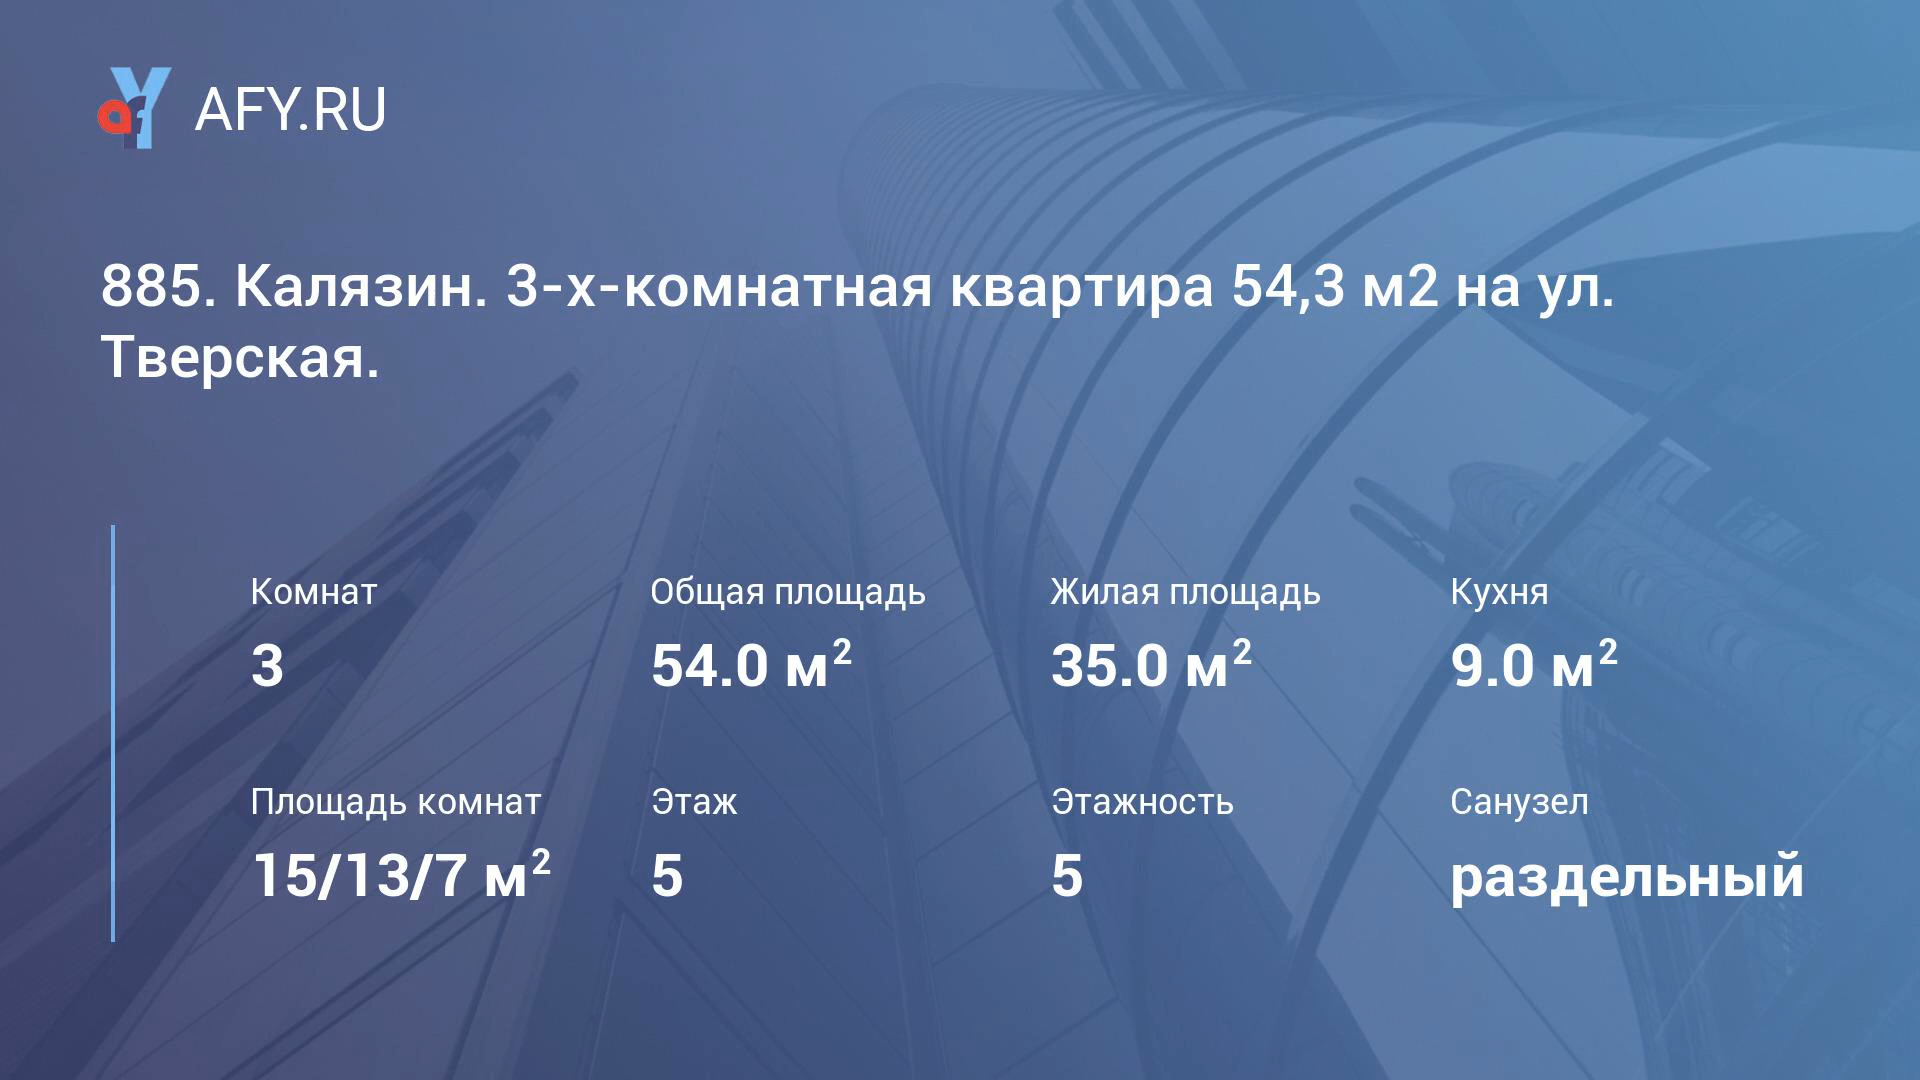 AFY.RU
885. Калязин. 3-х-комнатная квартира 54,3 м2 на ул.
Тверская.
Комнат
3
Общая площадь
54.0 м²
Жилая площадь
35.0 м²
Кухня
9.0 м²
Площадь комнат
15/13/7 м²
Этаж
5
Этажность
5
Санузел
раздельный